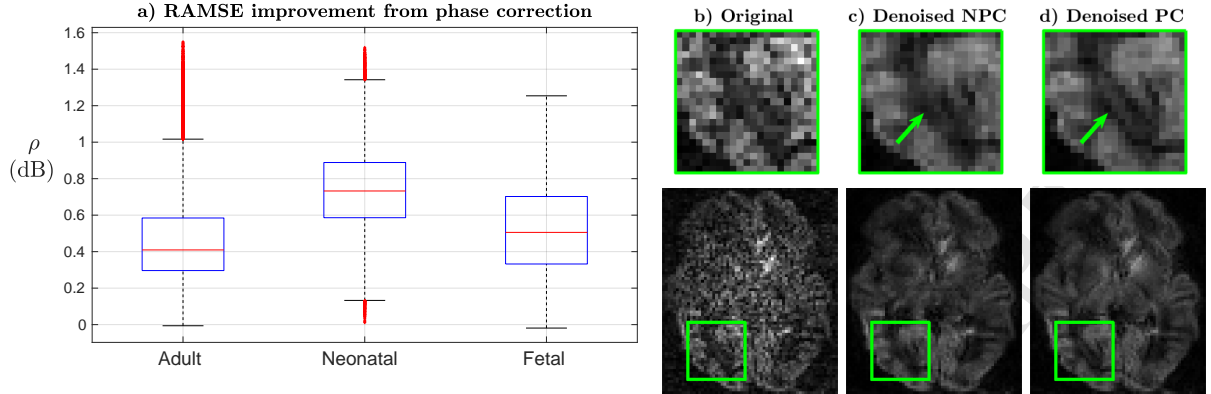 a) RAMSE improvement from phase correction
1.6
1.4
1.2
1
0.8
0.6
0.4
0.2
0
ρ
(dB)
Adult
Neonatal
Fetal
b) Original
c) Denoised NPC
d) Denoised PC